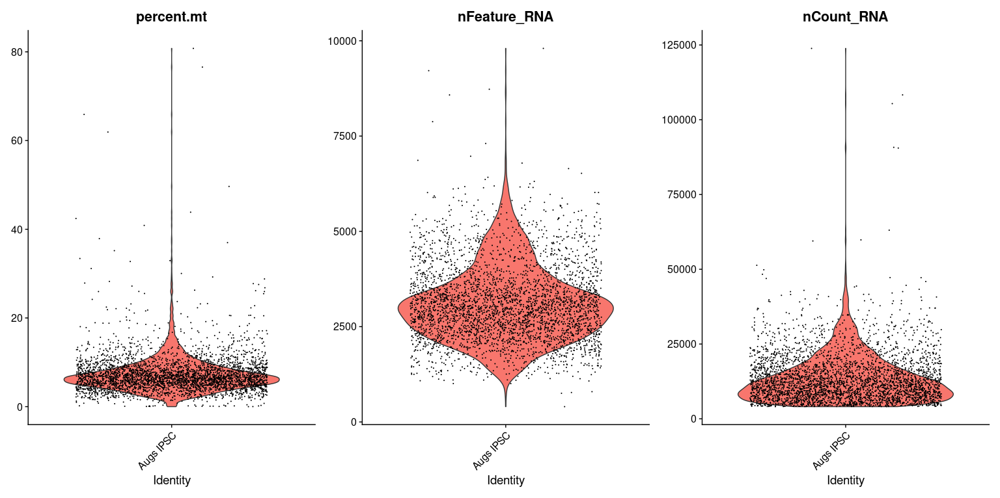 percent.mt
80
60
40
20
0
Augs IPSC
Identity
nFeature_RNA
10000
7500
5000
2500
0
Augs IPSC
Identity
nCount_RNA
125000
100000
75000
50000
25000
0
Augs IPSC
Identity